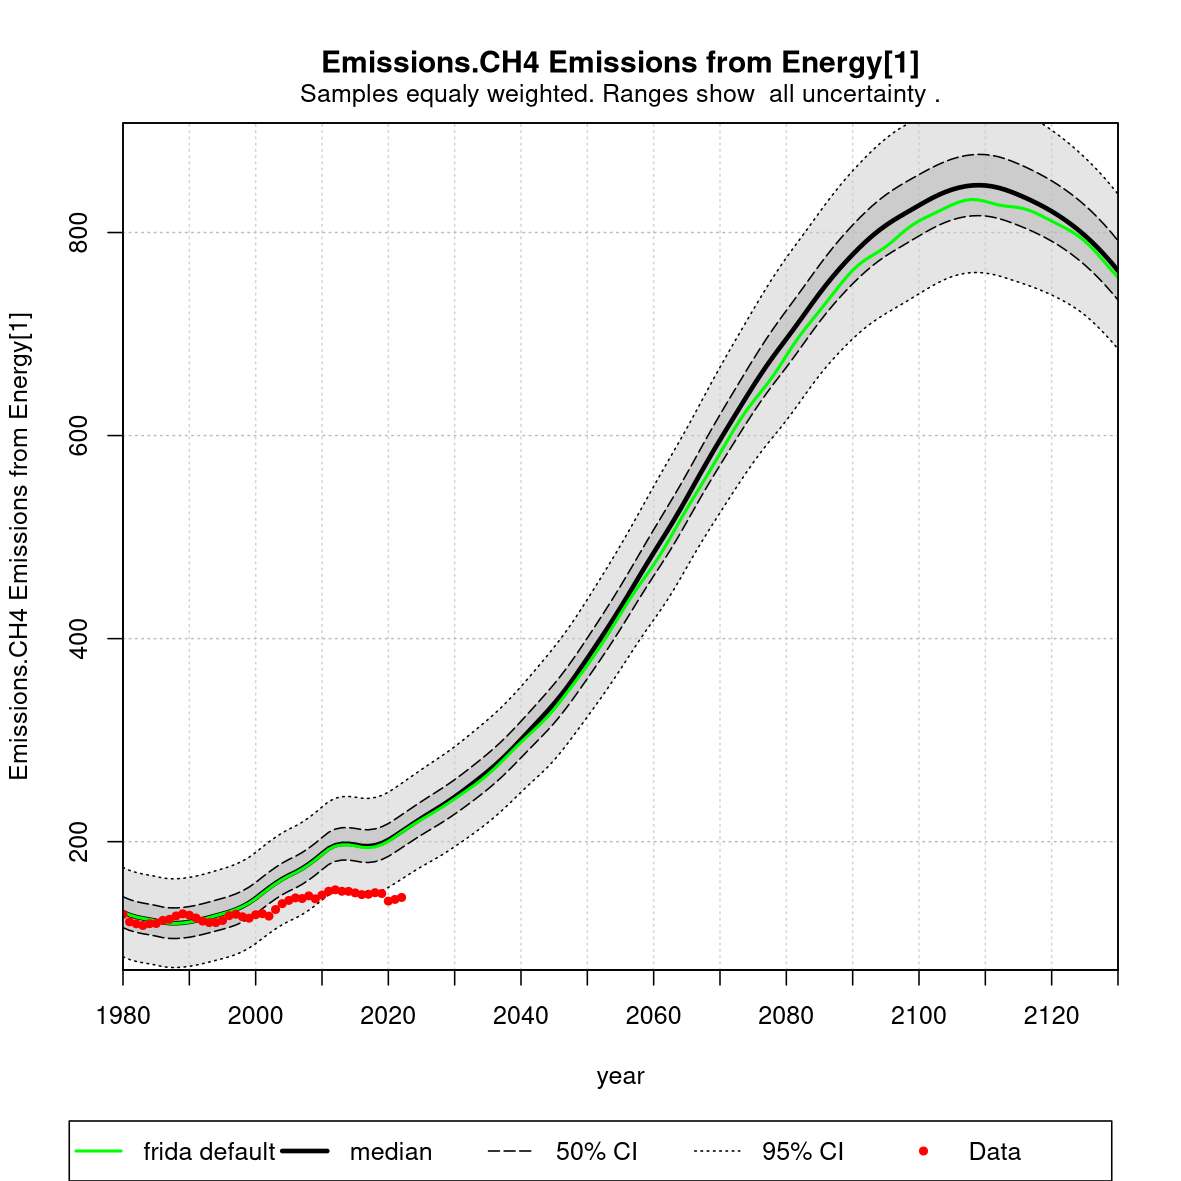 Emissions.CH4 Emissions from Energy[1]
Samples equaly weighted. Ranges show  all uncertainty .
Emissions.CH4 Emissions from Energy[1]
800
600
400
200
1980 2000 2020 2040 2060 2080 2100 2120
year
frida default median 50% CI 95% CI Data